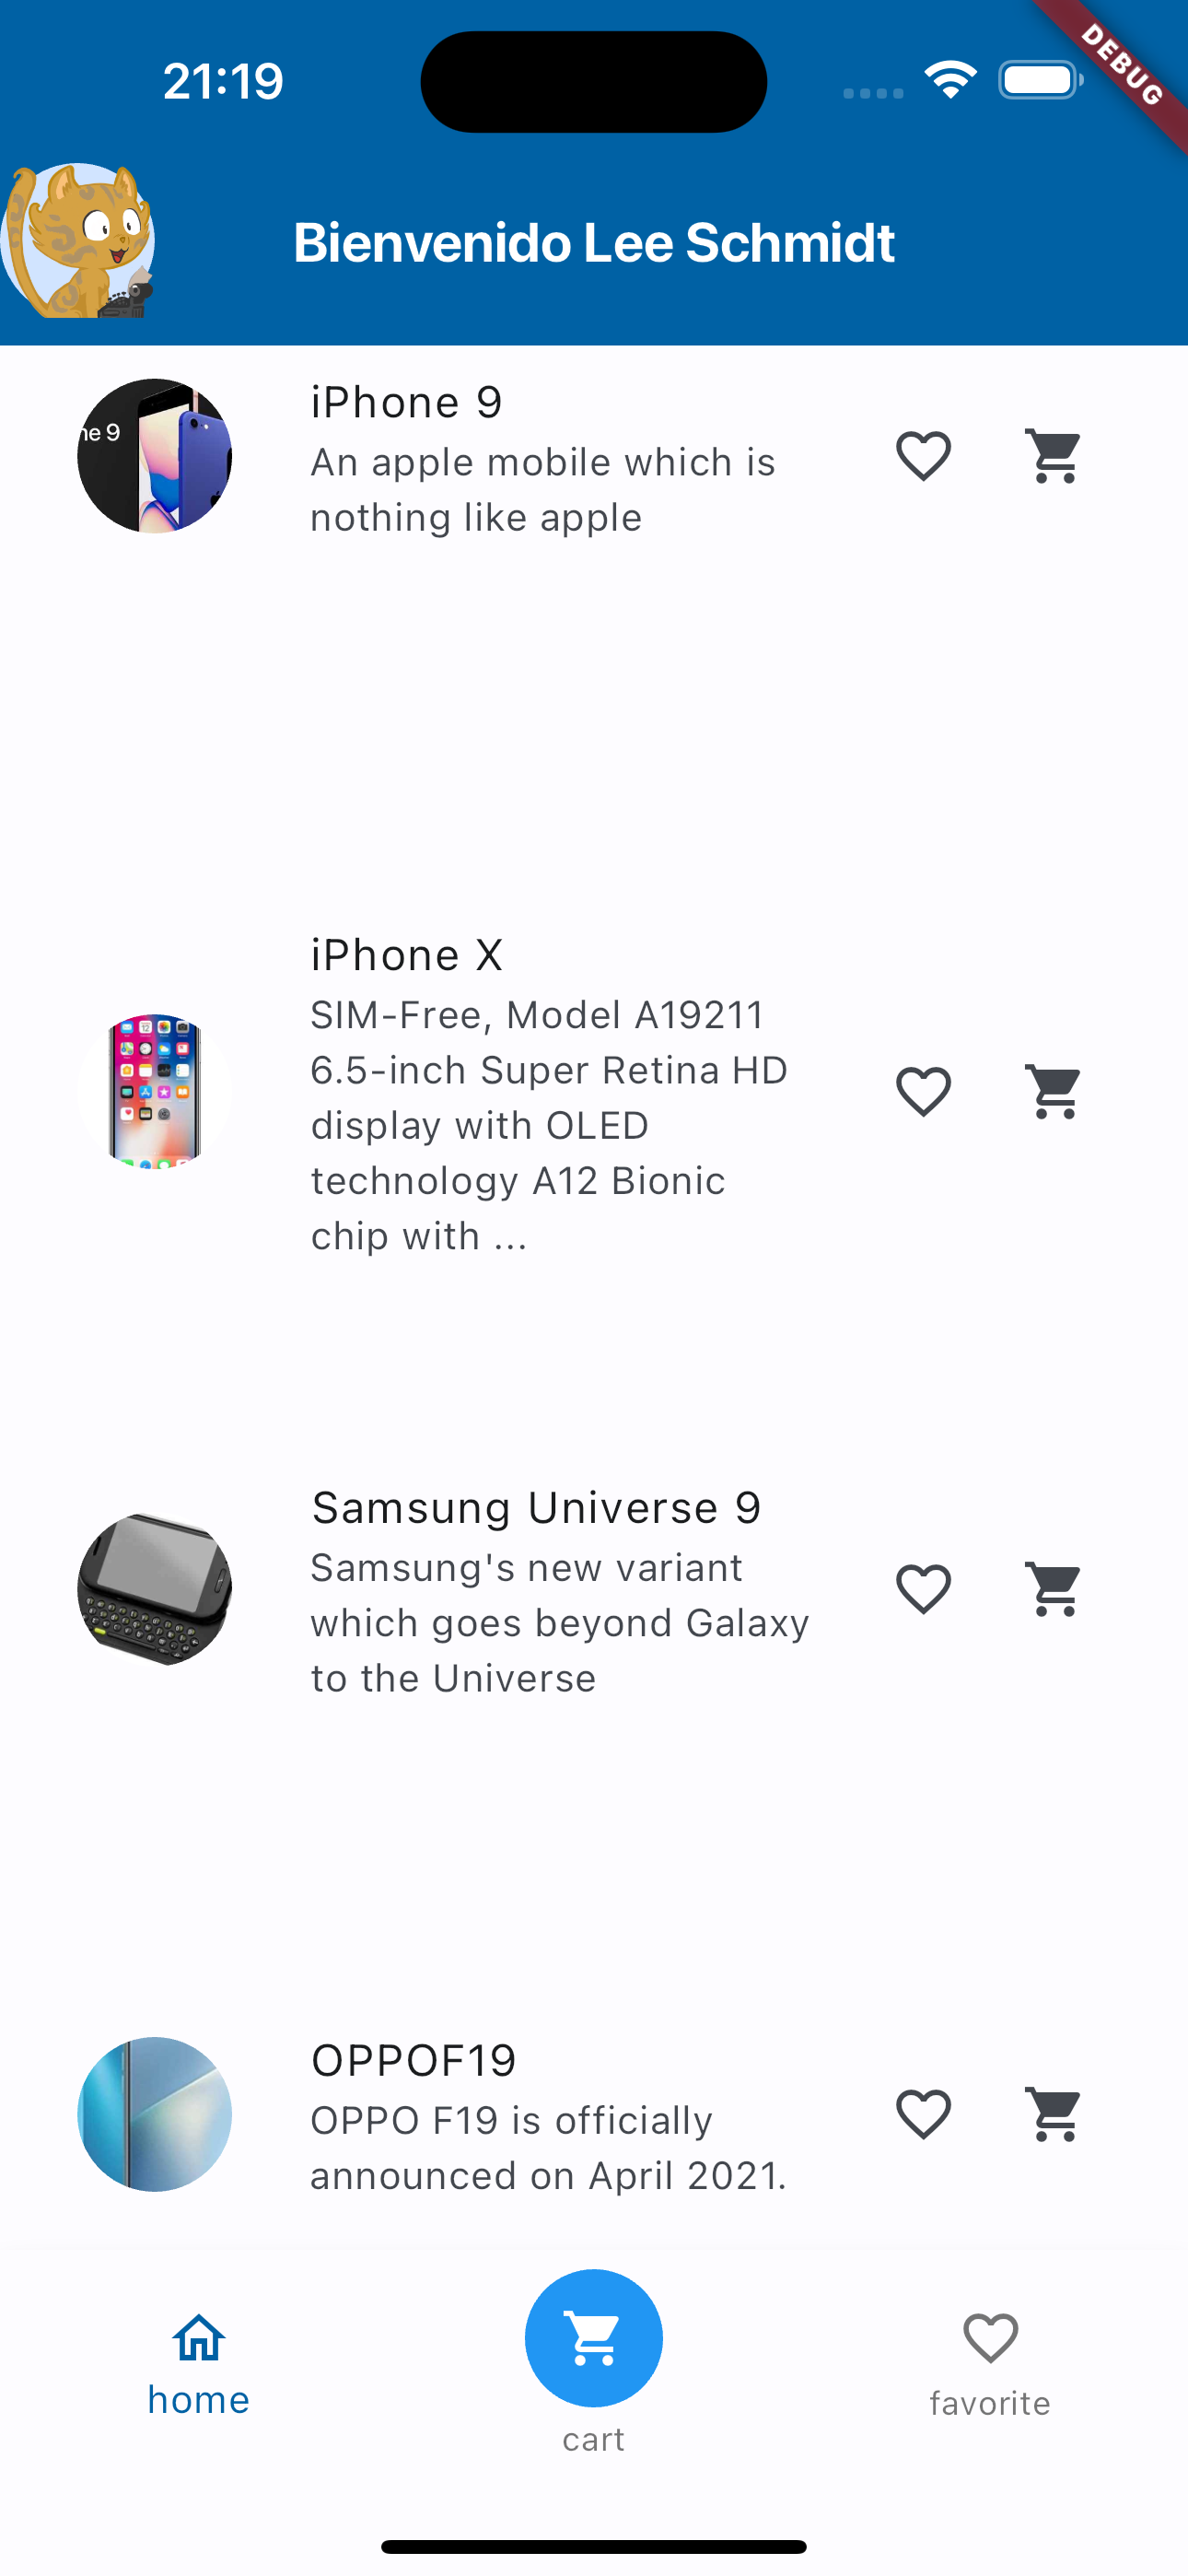 21:19
DEBUG
Bienvenido Lee Schmidt
ne 9
iPhone 9
An apple mobile which is
nothing like apple
iPhone X
SIM-Free, Model A19211
6.5-inch Super Retina HD
display with OLED
technology A12 Bionic
chip with ...
Samsung Universe 9
Samsung's new variant
which goes beyond Galaxy
to the Universe
OPPOF19
OPPO F19 is officially
announced on April 2021.
home
cart
favorite